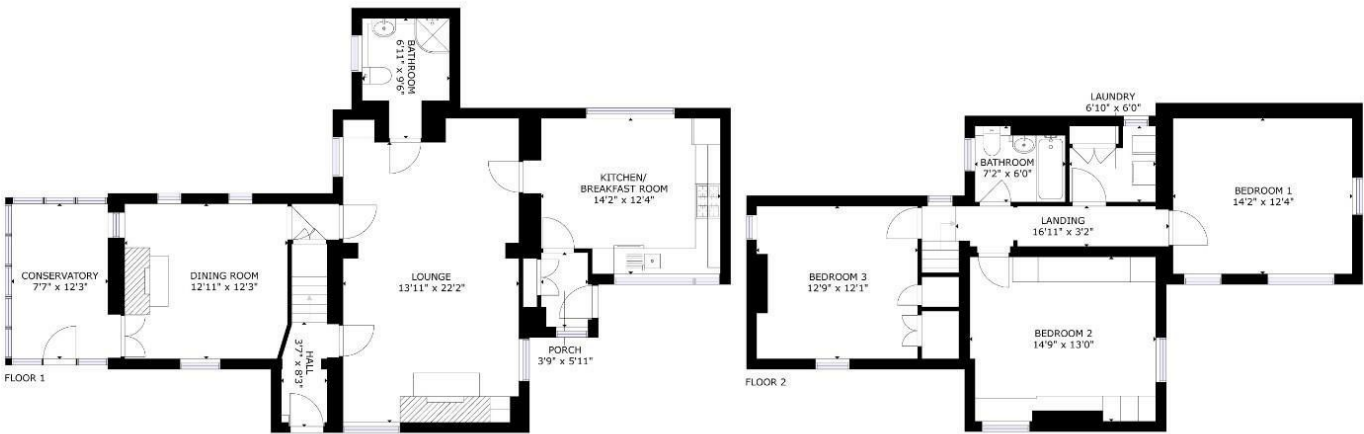 BATHROOM
6'11" x 9'6"
KITCHEN/
BREAKFAST ROOM
14'2" x 12'4"
CONSERVATORY
7'7" x 12'3"
DINING ROOM
12'11" x 12'3"
LOUNGE
13'11" x 22'2"
HALL
3'7" x 8'3"
PORCH
3'9" x 5'11"
FLOOR 1
LAUNDRY
6'10" x 6'0"
BATHROOM
7'2" x 6'0"
BEDROOM 1
14'2" x 12'4"
LANDING
16'11" x 3'2"
BEDROOM 3
12'9" x 12'1"
BEDROOM 2
14'9" x 13'0"
FLOOR 2